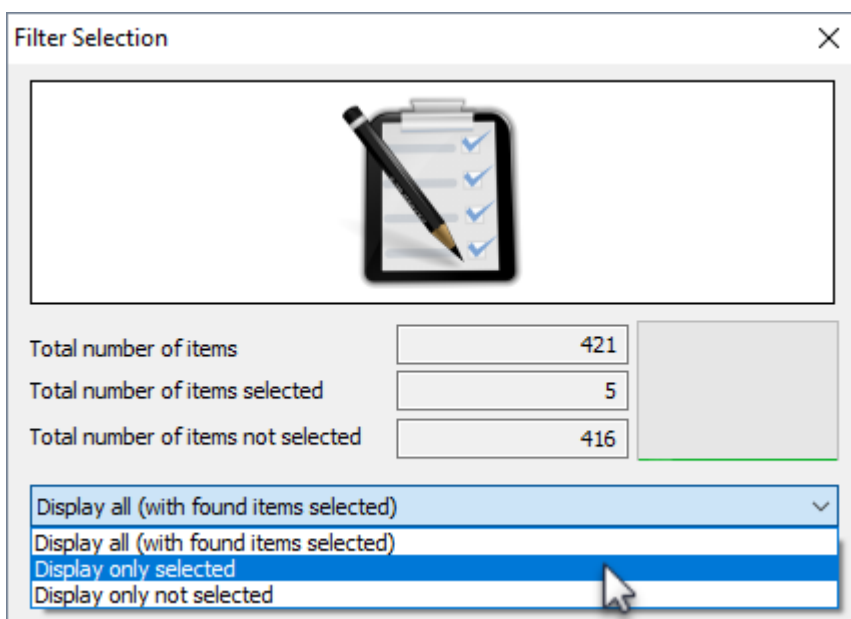 Filter Selection
Total number of items 421
Total number of items selected 5
Total number of items not selected 416
Display all (with found items selected)
Display all (with found items selected)
Display only selected
Display only not selected